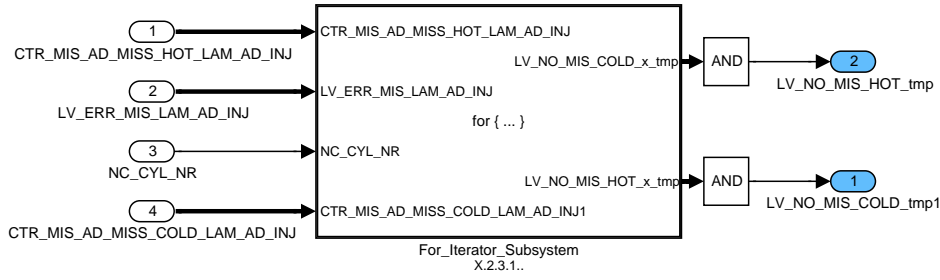 1
CTR_MIS_AD_MISS_HOT_LAM_AD_INJ
2
LV_ERR_MIS_LAM_AD_INJ
3
NC_CYL_NR
4
CTR_MIS_AD_MISS_COLD_LAM_AD_INJ
CTR_MIS_AD_MISS_HOT_LAM_AD_INJ
LV_NO_MIS_COLD_x_tmp
LV_ERR_MIS_LAM_AD_INJ
for { ... }
NC_CYL_NR
LV_NO_MIS_HOT_x_tmp
CTR_MIS_AD_MISS_COLD_LAM_AD_INJ1
For_Iterator_Subsystem
X.2.3.1..
AND
2
LV_NO_MIS_HOT_tmp
AND
1
LV_NO_MIS_COLD_tmp1